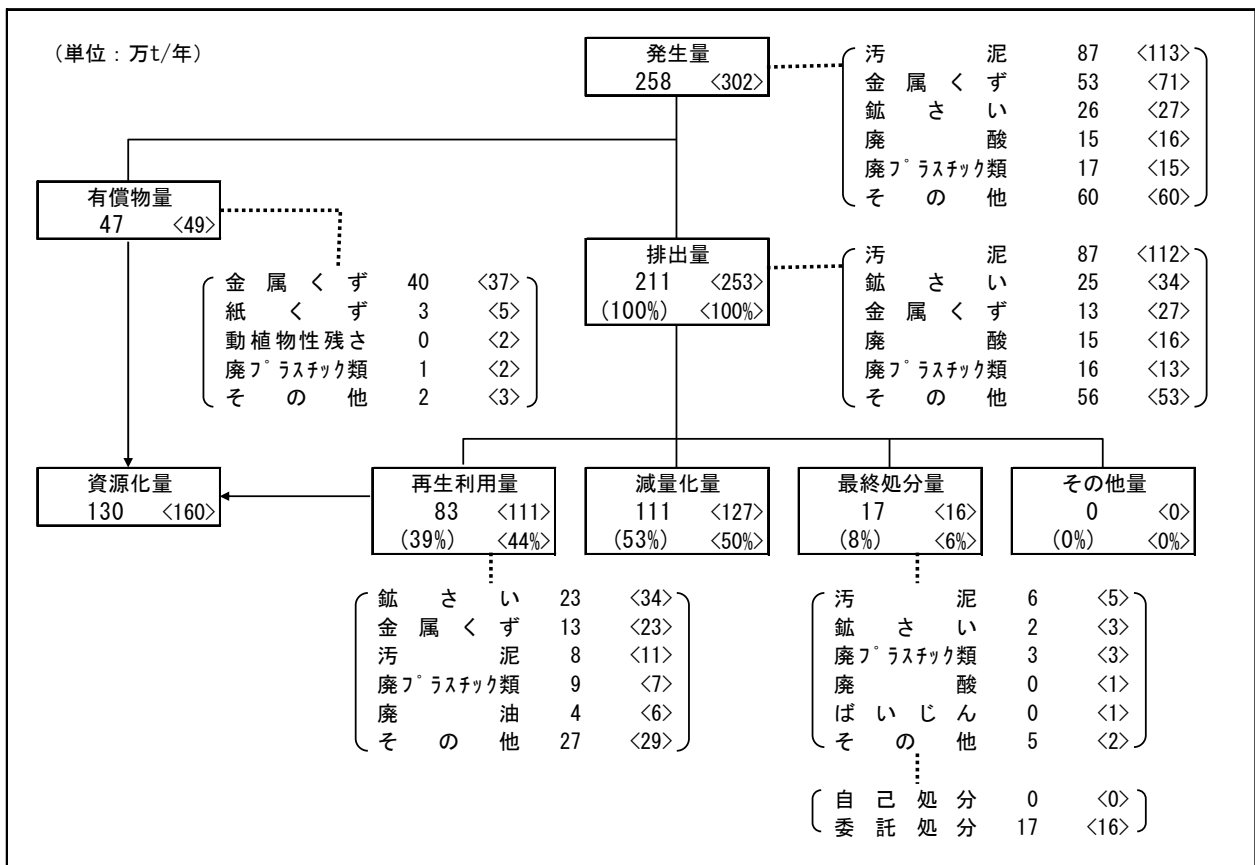 (単位：万t/年)
発生量
258 <302>
汚泥 87 <113>
金属くず 53 <71>
鉱さい 26 <27>
廃酸 15 <16>
廃プラスチック類 17 <15>
その他 60 <60>
有償物量
47 <49>
金属くず 40 <37>
紙くず 3 <5>
動植物性残さ 0 <2>
廃プラスチック類 1 <2>
その他 2 <3>
排出量
211 <253>
(100%) <100%>
汚泥 87 <112>
鉱さい 25 <34>
金属くず 13 <27>
廃酸 15 <16>
廃プラスチック類 16 <13>
その他 56 <53>
資源化量
130 <160>
再生利用量
83 <111>
(39%) <44%>
減量化量
111 <127>
(53%) <50%>
最終処分量
17 <16>
(8%) <6%>
その他量
0 <0>
(0%) <0%>
鉱さい 23 <34>
金属くず 13 <23>
汚泥 8 <11>
廃プラスチック類 9 <7>
廃油 4 <6>
その他 27 <29>
汚泥 6 <5>
鉱さい 2 <3>
廃プラスチック類 3 <3>
廃酸 0 <1>
ばいじん 0 <1>
その他 5 <2>
自己処分 0 <0>
委託処分 17 <16>